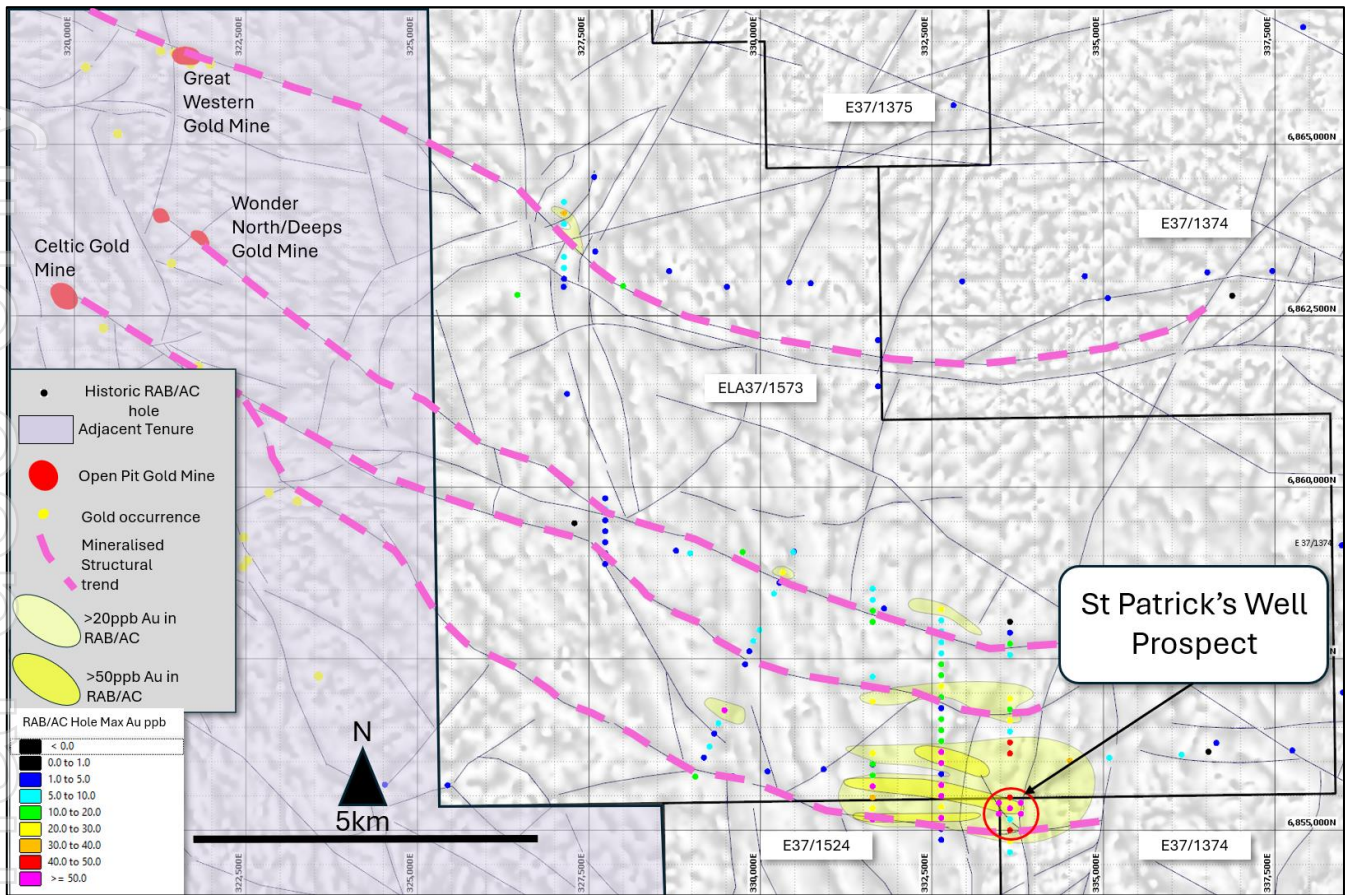 320,000E
322,500E
325,000E
327,500E
330,000E
332,500E
335,000E
337,500E
Great
Western
Gold Mine
E37/1375
6,865,000N
Wonder
North/Deeps
Gold Mine
E37/1374
Celtic Gold
Mine
6,862,500N
ELA37/1573
Historic RAB/AC
hole
Adjacent Tenure
Open Pit Gold Mine
Gold occurrence
Mineralised
Structural
trend
>20ppb Au in
RAB/AC
>50ppb Au in
RAB/AC
6,860,000N
E 37/1374
St Patrick's Well
Prospect
N
RAB/AC Hole Max Au ppb
< 0.0
0.0 to 1.0
1.0 to 5.0
5.0 to 10.0
10.0 to 20.0
20.0 to 30.0
30.0 to 40.0
40.0 to 50.0
>= 50.0
N
5km
6,855,000N
E37/1524
E37/1374
322,500E
325,000E
327,500E
330,000E
332,500E
335,000E
337,500E